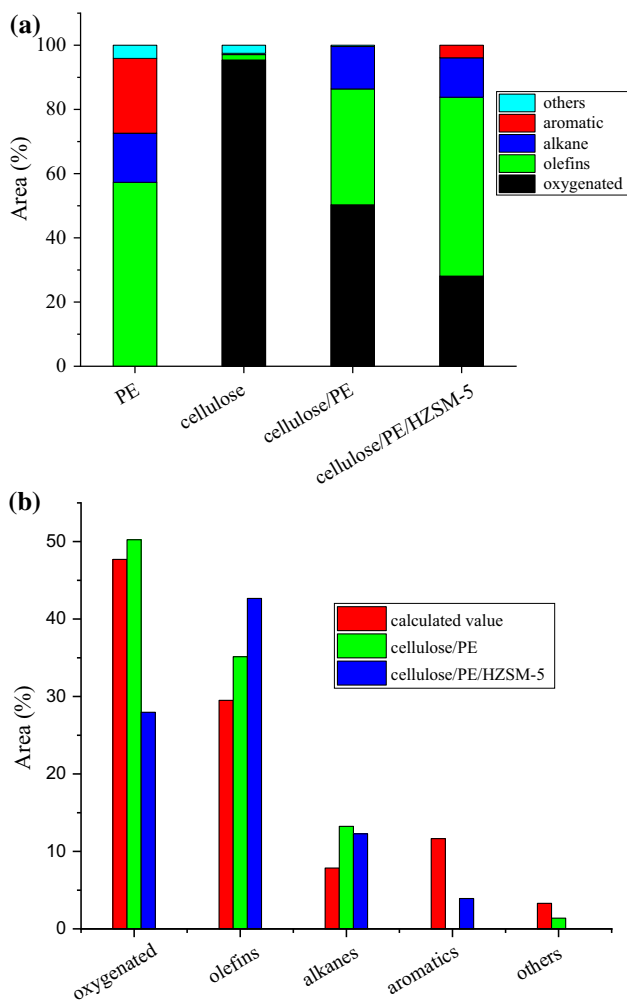 (a)
100
80
60
40
20
0
Area (%)
others
aromatic
alkane
olefins
oxygenated
PE
cellulose
cellulose/PE
cellulose/PE/HZSM-5
(b)
50
40
30
20
10
0
Area (%)
calculated value
cellulose/PE
cellulose/PE/HZSM-5
oxygenated
olefins
alkanes
aromatics
others